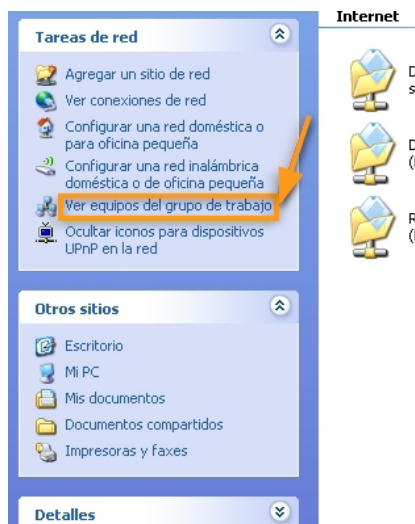 Tareas de red
Agregar un sitio de red
Ver conexiones de red
Configurar una red doméstica o
para oficina pequeña
Configurar una red inalámbrica
doméstica o de oficina pequeña
Ver equipos del grupo de trabajo
Ocultar iconos para dispositivos
UPnP en la red
Otros sitios
Escritorio
Mi PC
Mis documentos
Documentos compartidos
Impresoras y faxes
Detalles
Internet